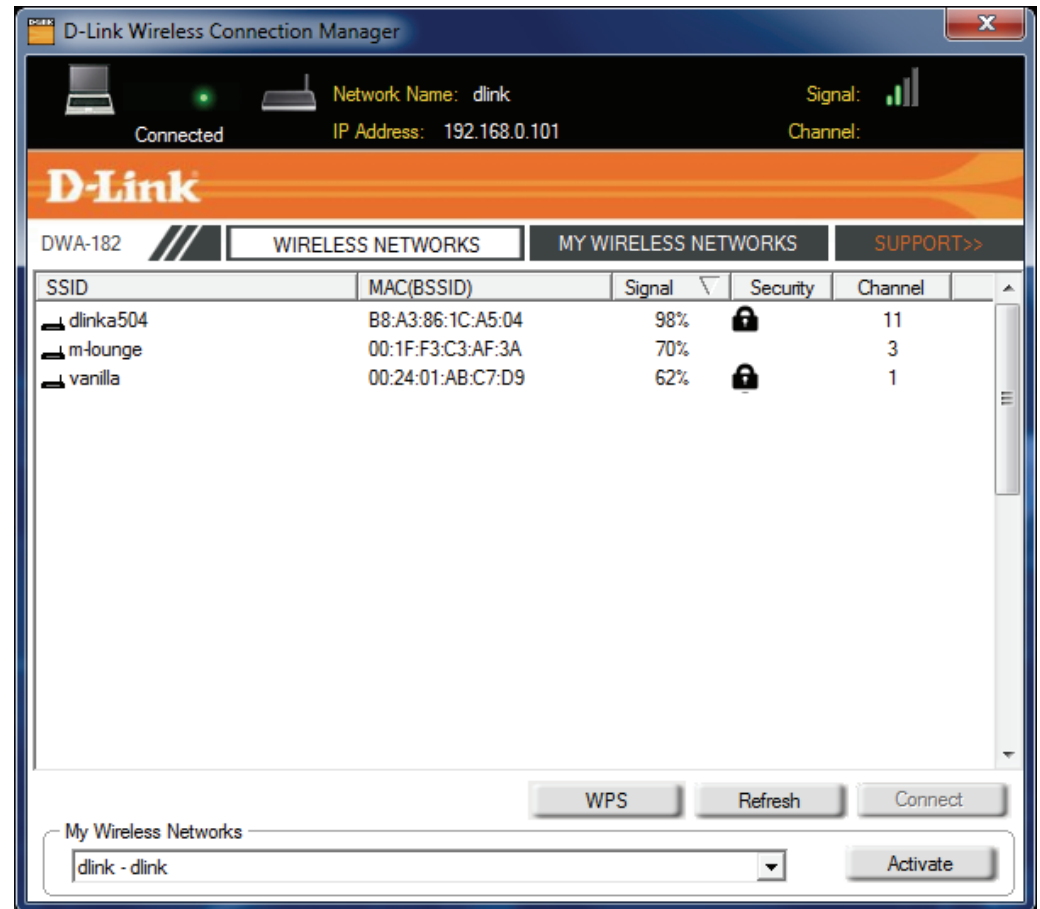 D-Link Wireless Connection Manager
Network Name: dlink Signal:
Connected IP Address: 192.168.0.101 Channel:
D-Link
DWA-182 WIRELESS NETWORKS MY WIRELESS NETWORKS SUPPORT>>
SSID MAC(BSSID) Signal Security Channel
dlinka504 B8:A3:86:1C:A5:04 98% 11
m-lounge 00:1F:F3:C3:AF:3A 70% 3
vanilla 00:24:01:AB:C7:D9 62% 1
WPS Refresh Connect
My Wireless Networks
dlink - dlink Activate